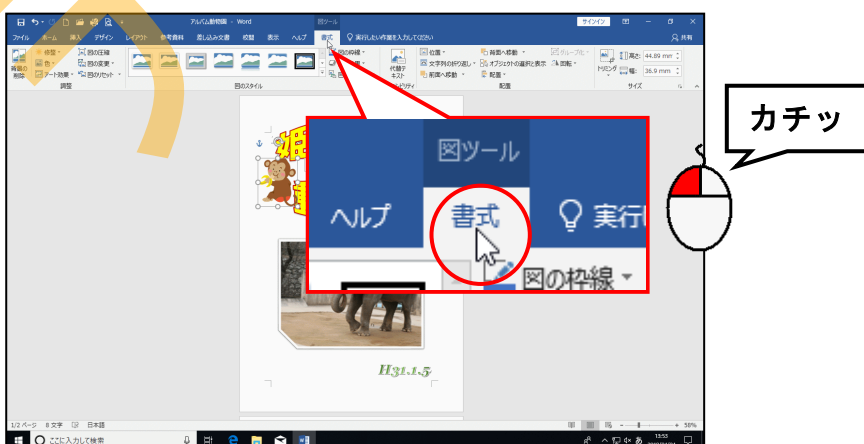 アルバム動物園 - Word
図ツール
サインイン
ファイル ホーム 挿入 デザイン レイアウト 参考資料 差し込み文書 校閲 表示 ヘルプ 書式 実行したい作業を入力してください 共有
背景の削除
修整
色
アート効果
図の圧縮
図の変更
図のリセット
調整
図のスタイル
図の枠線
代替テキスト
位置
文字列の折り返し
前面へ移動
背面へ移動
オブジェクトの選択と表示
配置
グループ化
回転
配置
トリミング
高さ: 44.89 mm
幅: 36.9 mm
サイズ
カチッ
図ツール
ヘルプ 書式 実行し
図の枠線
H31.1.5
1/2 ページ 8 文字 日本語
58%
ここに入力して検索
あ
13:55